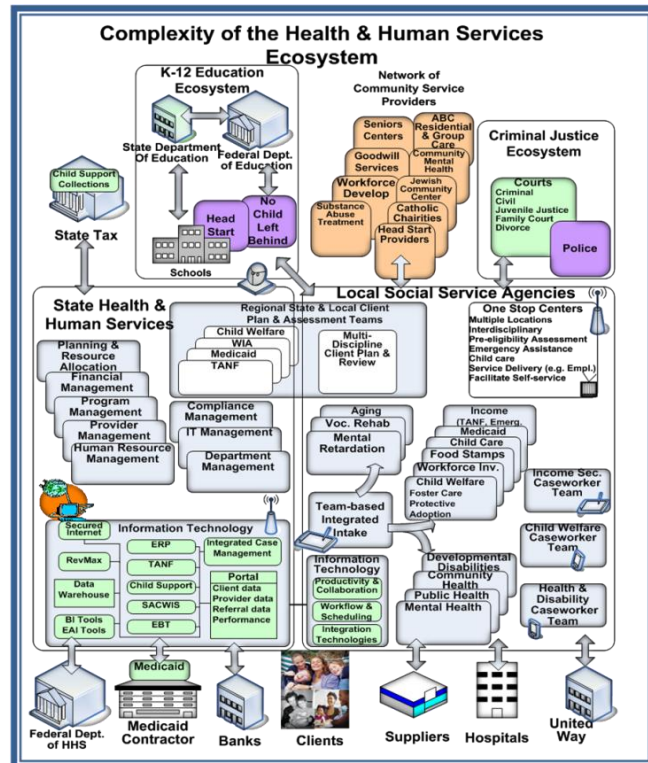 Complexity of the Health & Human Services
Ecosystem
K-12 Education
Ecosystem
State Department
Of Education
Federal Dept.
of Education
Head
Start
No
Child
Left
Behind
Schools
Child Support
Collections
State Tax
Network of
Community Service
Providers
Seniors
Centers
ABC
Residential
& Group
Care
Goodwill
Services
Community
Mental
Health
Workforce
Develop
Jewish
Community
Center
Substance
Abuse
Treatment
Catholic
Chairities
Head Start
Providers
Criminal Justice
Ecosystem
Courts
Criminal
Civil
Juvenile Justice
Family Court
Divorce
Police
State Health &
Human Services
Planning &
Resource
Allocation
Financial
Management
Program
Management
Provider
Management
Human Resource
Management
Compliance
Management
IT Management
Department
Management
Local Social Service Agencies
Regional State & Local Client
Plan & Assessment Teams
Child Welfare
WIA
Medicaid
TANF
Multi-
Discipline
Client Plan &
Review
One Stop Centers
Multiple Locations
Interdisciplinary
Pre-eligibility Assessment
Emergency Assistance
Child care
Service Delivery (e.g. Empl.)
Facilitate Self-service
Aging
Voc. Rehab
Mental
Retardation
Income
(TANF, Emerg.
Medicaid
Child Care
Food Stamps
Workforce Inv.
Child Welfare
Foster Care
Protective
Adoption
Income Sec.
Caseworker
Team
Team-based
Integrated
Intake
Child Welfare
Caseworker
Team
Developmental
Disabilities
Community
Health
Public Health
Mental Health
Health &
Disability
Caseworker
Team
Information Technology
Secured
Internet
RevMax
Data
Warehouse
BI Tools
EAI Tools
ERP
TANF
Child Support
SACWIS
EBT
Integrated Case
Management
Portal
Client data
Provider data
Referral data
Performance
Information
Technology
Productivity &
Collaboration
Workflow &
Scheduling
Integration
Technologies
Federal Dept.
of HHS
Medicaid
Medicaid
Contractor
Banks
Clients
Suppliers
Hospitals
United
Way